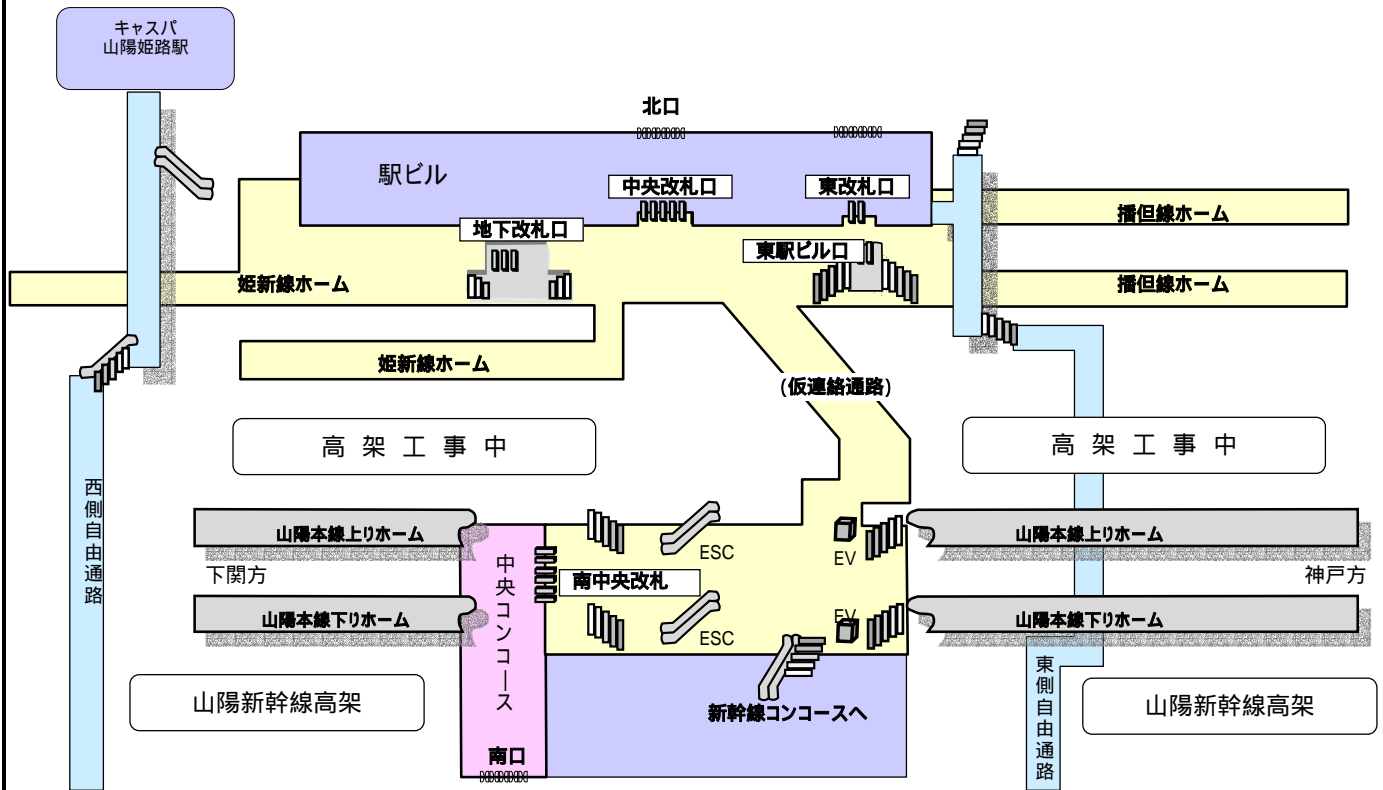 キャスパ
山陽姫路駅
北口
駅ビル
中央改札口
東改札口
播但線ホーム
地下改札口
東駅ビル口
姫新線ホーム
播但線ホーム
姫新線ホーム
(仮連絡通路)
高架工事中
高架工事中
西側自由通路
山陽本線上りホーム
ESC
EV
山陽本線上りホーム
下関方
中央コンコース
南中央改札
神戸方
山陽本線下りホーム
ESC
EV
山陽本線下りホーム
山陽新幹線高架
新幹線コンコースへ
東側自由通路
山陽新幹線高架
南口